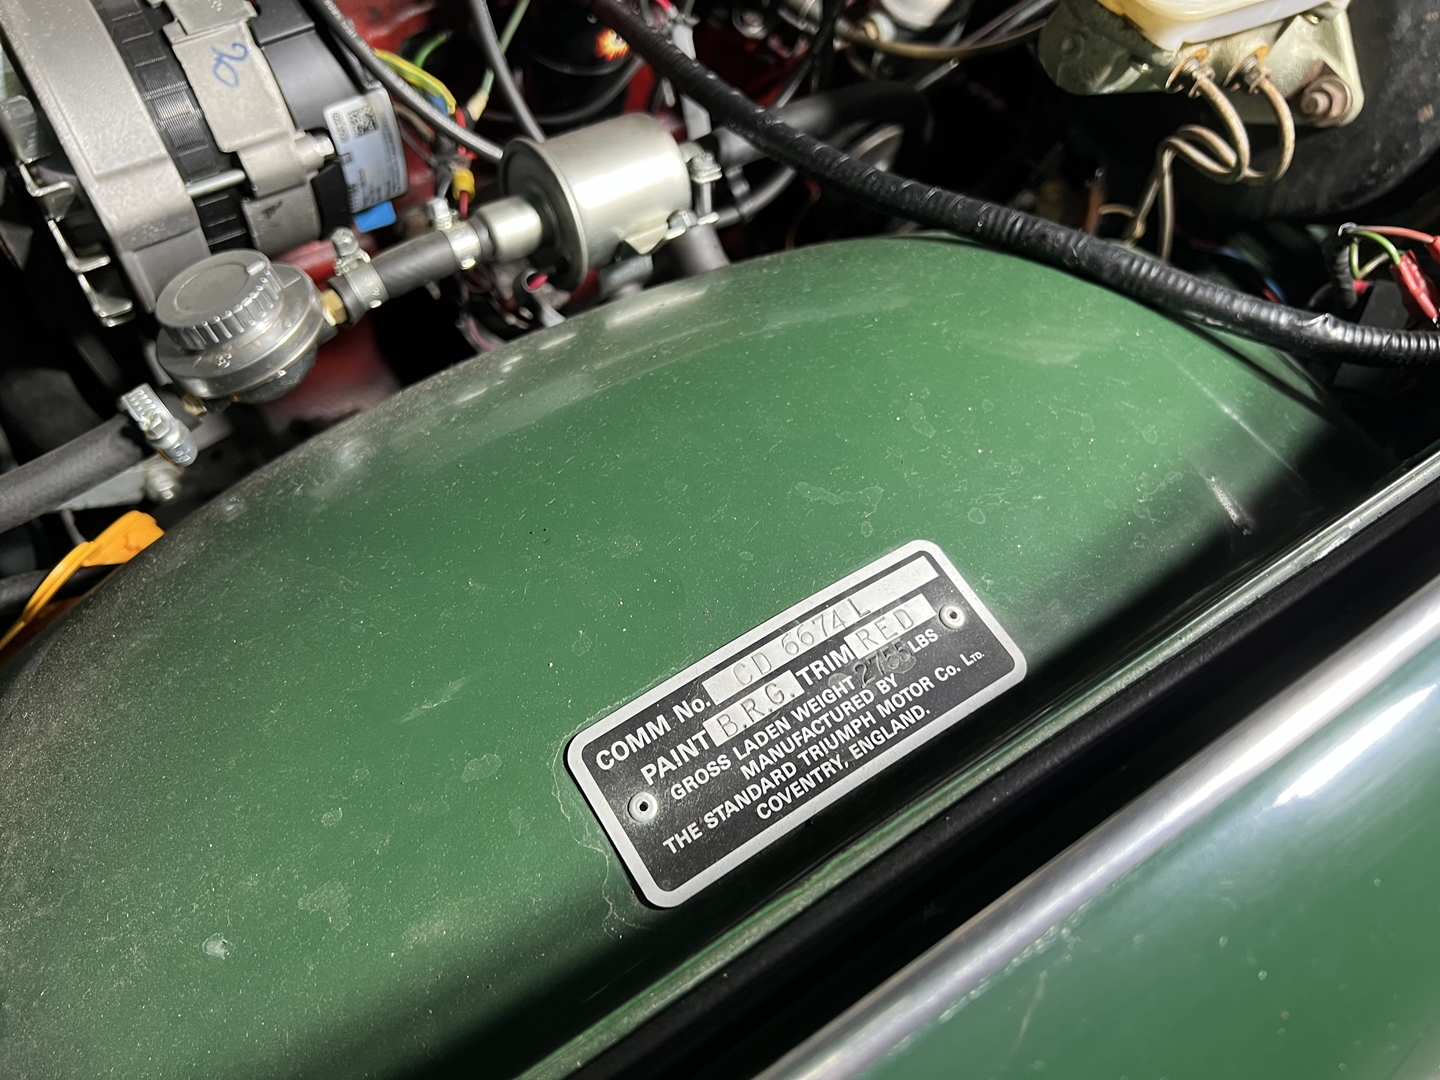 COMM No. CD 6674 L
PAINT B.R.G. TRIM RED
GROSS LADEN WEIGHT 2755 LBS
MANUFACTURED BY
THE STANDARD TRIUMPH MOTOR Co. LTD.
COVENTRY, ENGLAND.